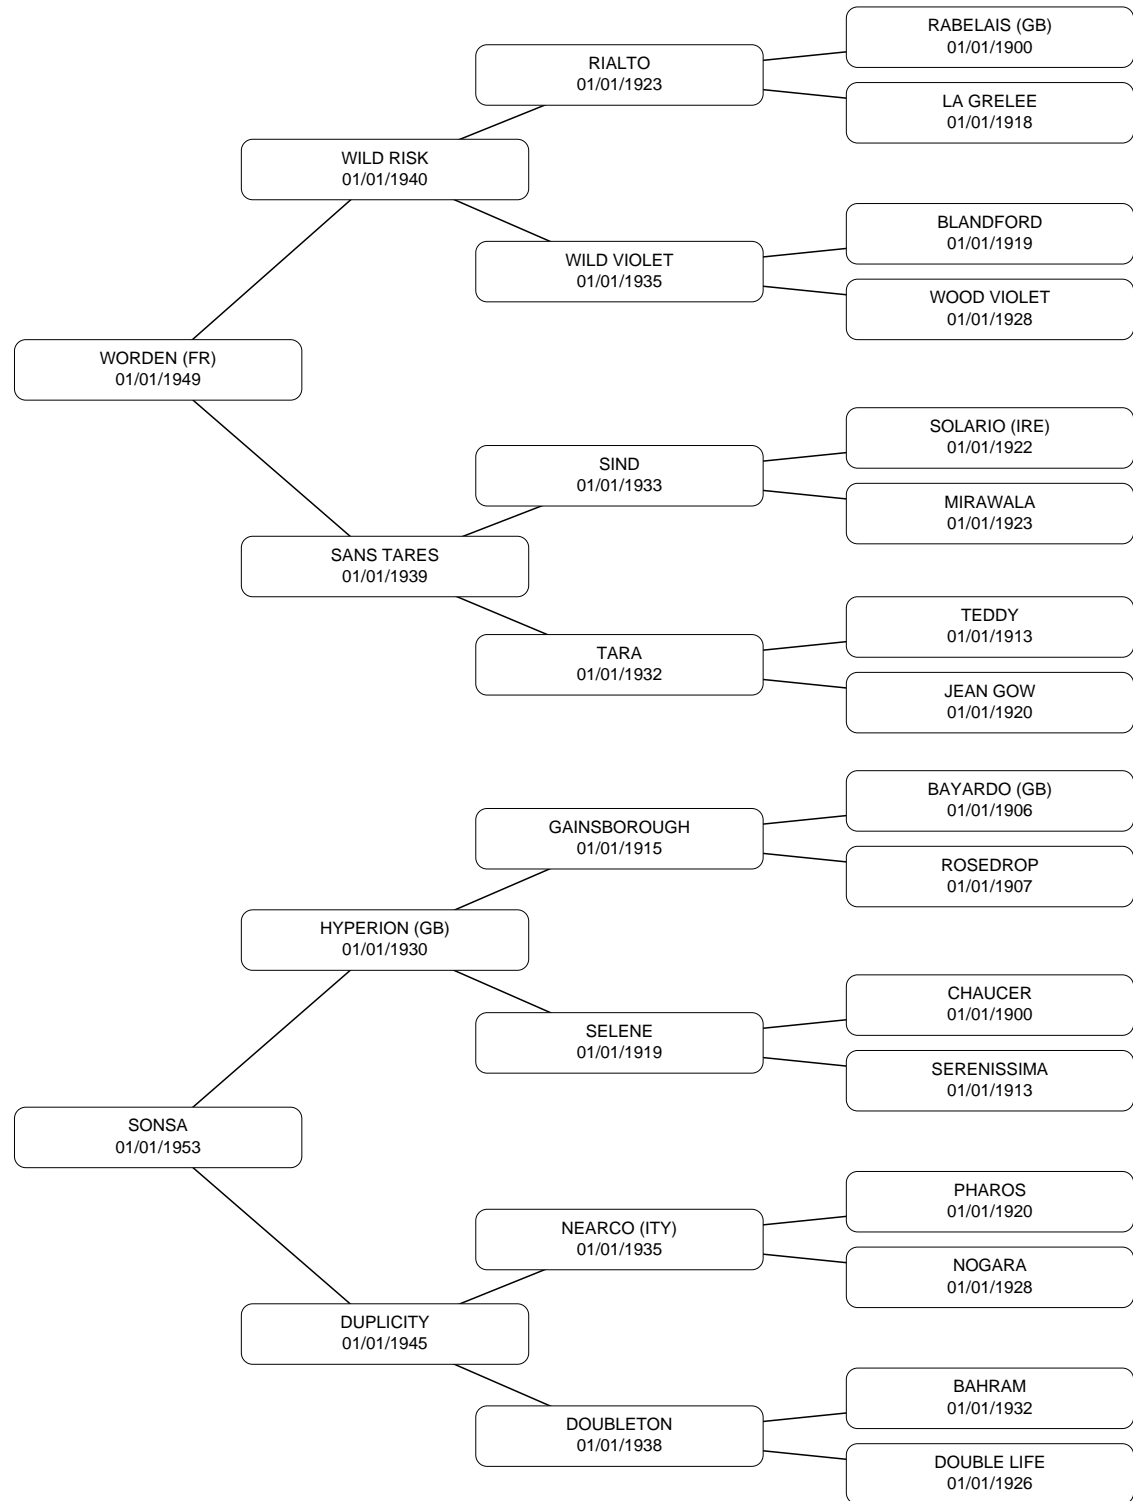 RABELAIS (GB)
01/01/1900
RIALTO
01/01/1923
LA GRELEE
01/01/1918
WILD RISK
01/01/1940
BLANDFORD
01/01/1919
WILD VIOLET
01/01/1935
WOOD VIOLET
01/01/1928
WORDEN (FR)
01/01/1949
SOLARIO (IRE)
01/01/1922
SIND
01/01/1933
MIRAWALA
01/01/1923
SANS TARES
01/01/1939
TEDDY
01/01/1913
TARA
01/01/1932
JEAN GOW
01/01/1920
BAYARDO (GB)
01/01/1906
GAINSBOROUGH
01/01/1915
ROSEDROP
01/01/1907
HYPERION (GB)
01/01/1930
CHAUCER
01/01/1900
SELENE
01/01/1919
SERENISSIMA
01/01/1913
SONSA
01/01/1953
PHAROS
01/01/1920
NEARCO (ITY)
01/01/1935
NOGARA
01/01/1928
DUPLICITY
01/01/1945
BAHRAM
01/01/1932
DOUBLETON
01/01/1938
DOUBLE LIFE
01/01/1926